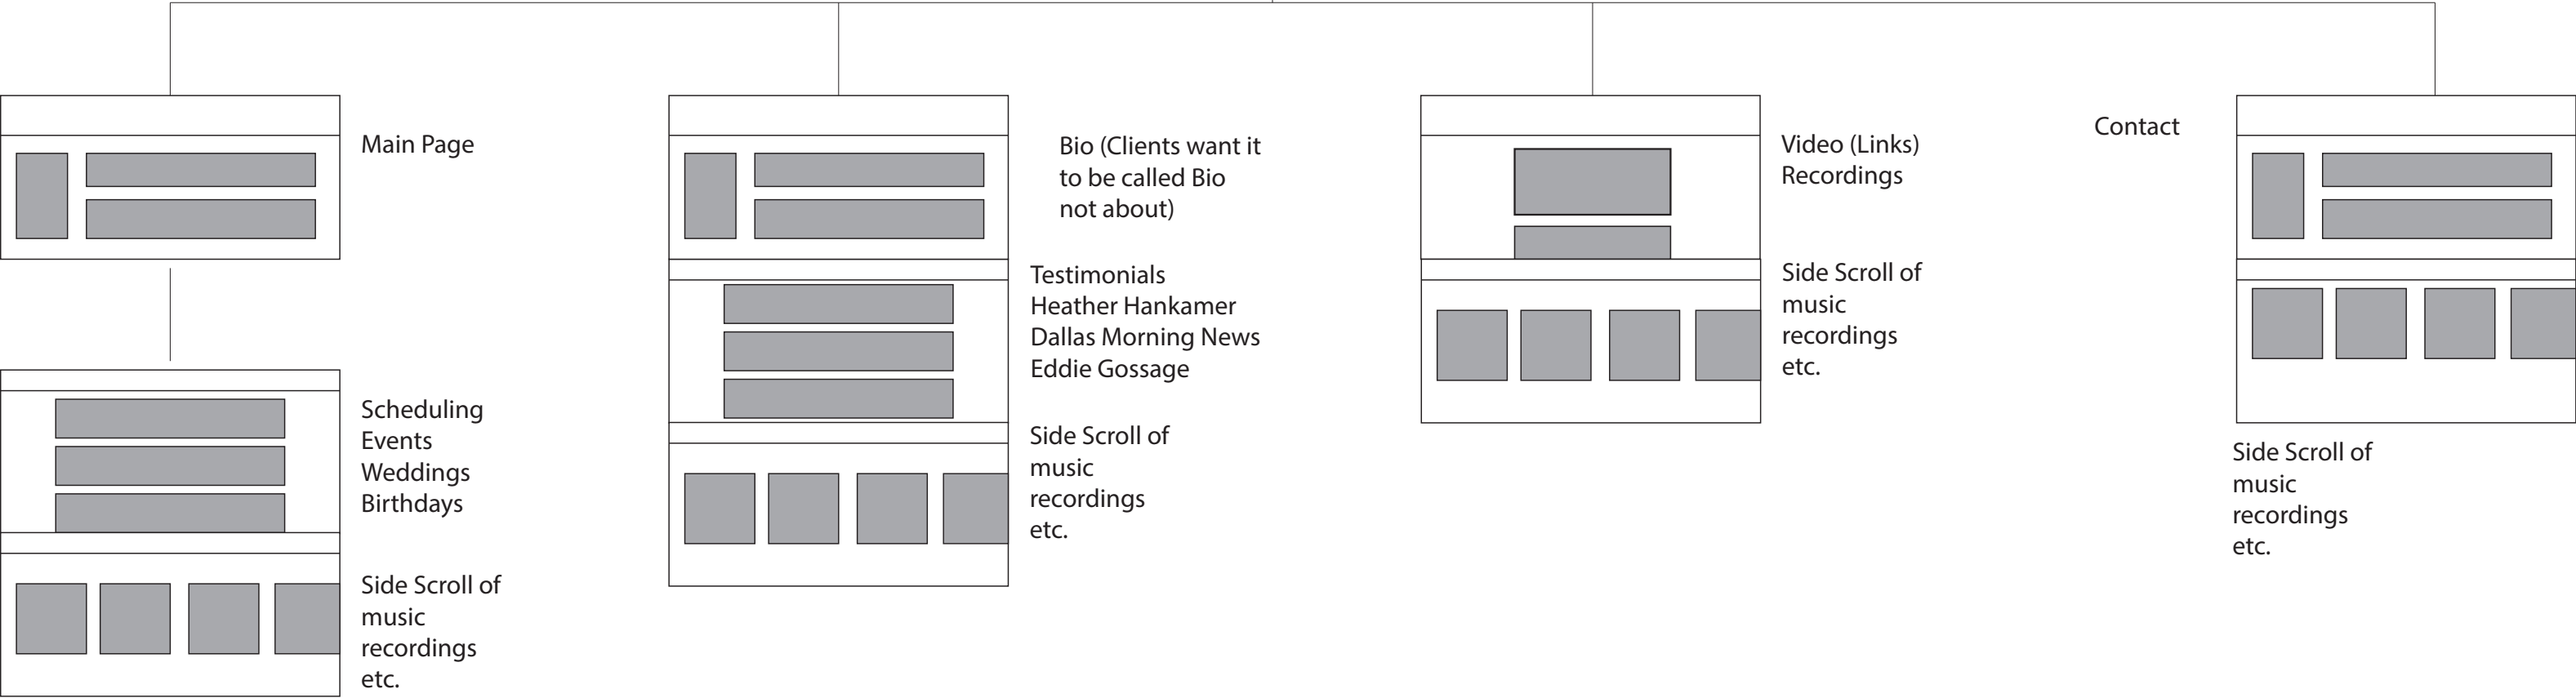 Main Page
Scheduling
Events
Weddings
Birthdays
Side Scroll of
music
recordings
etc.
Bio (Clients want it
to be called Bio
not about)
Testimonials
Heather Hankamer
Dallas Morning News
Eddie Gossage
Side Scroll of
music
recordings
etc.
Video (Links)
Recordings
Side Scroll of
music
recordings
etc.
Contact
Side Scroll of
music
recordings
etc.